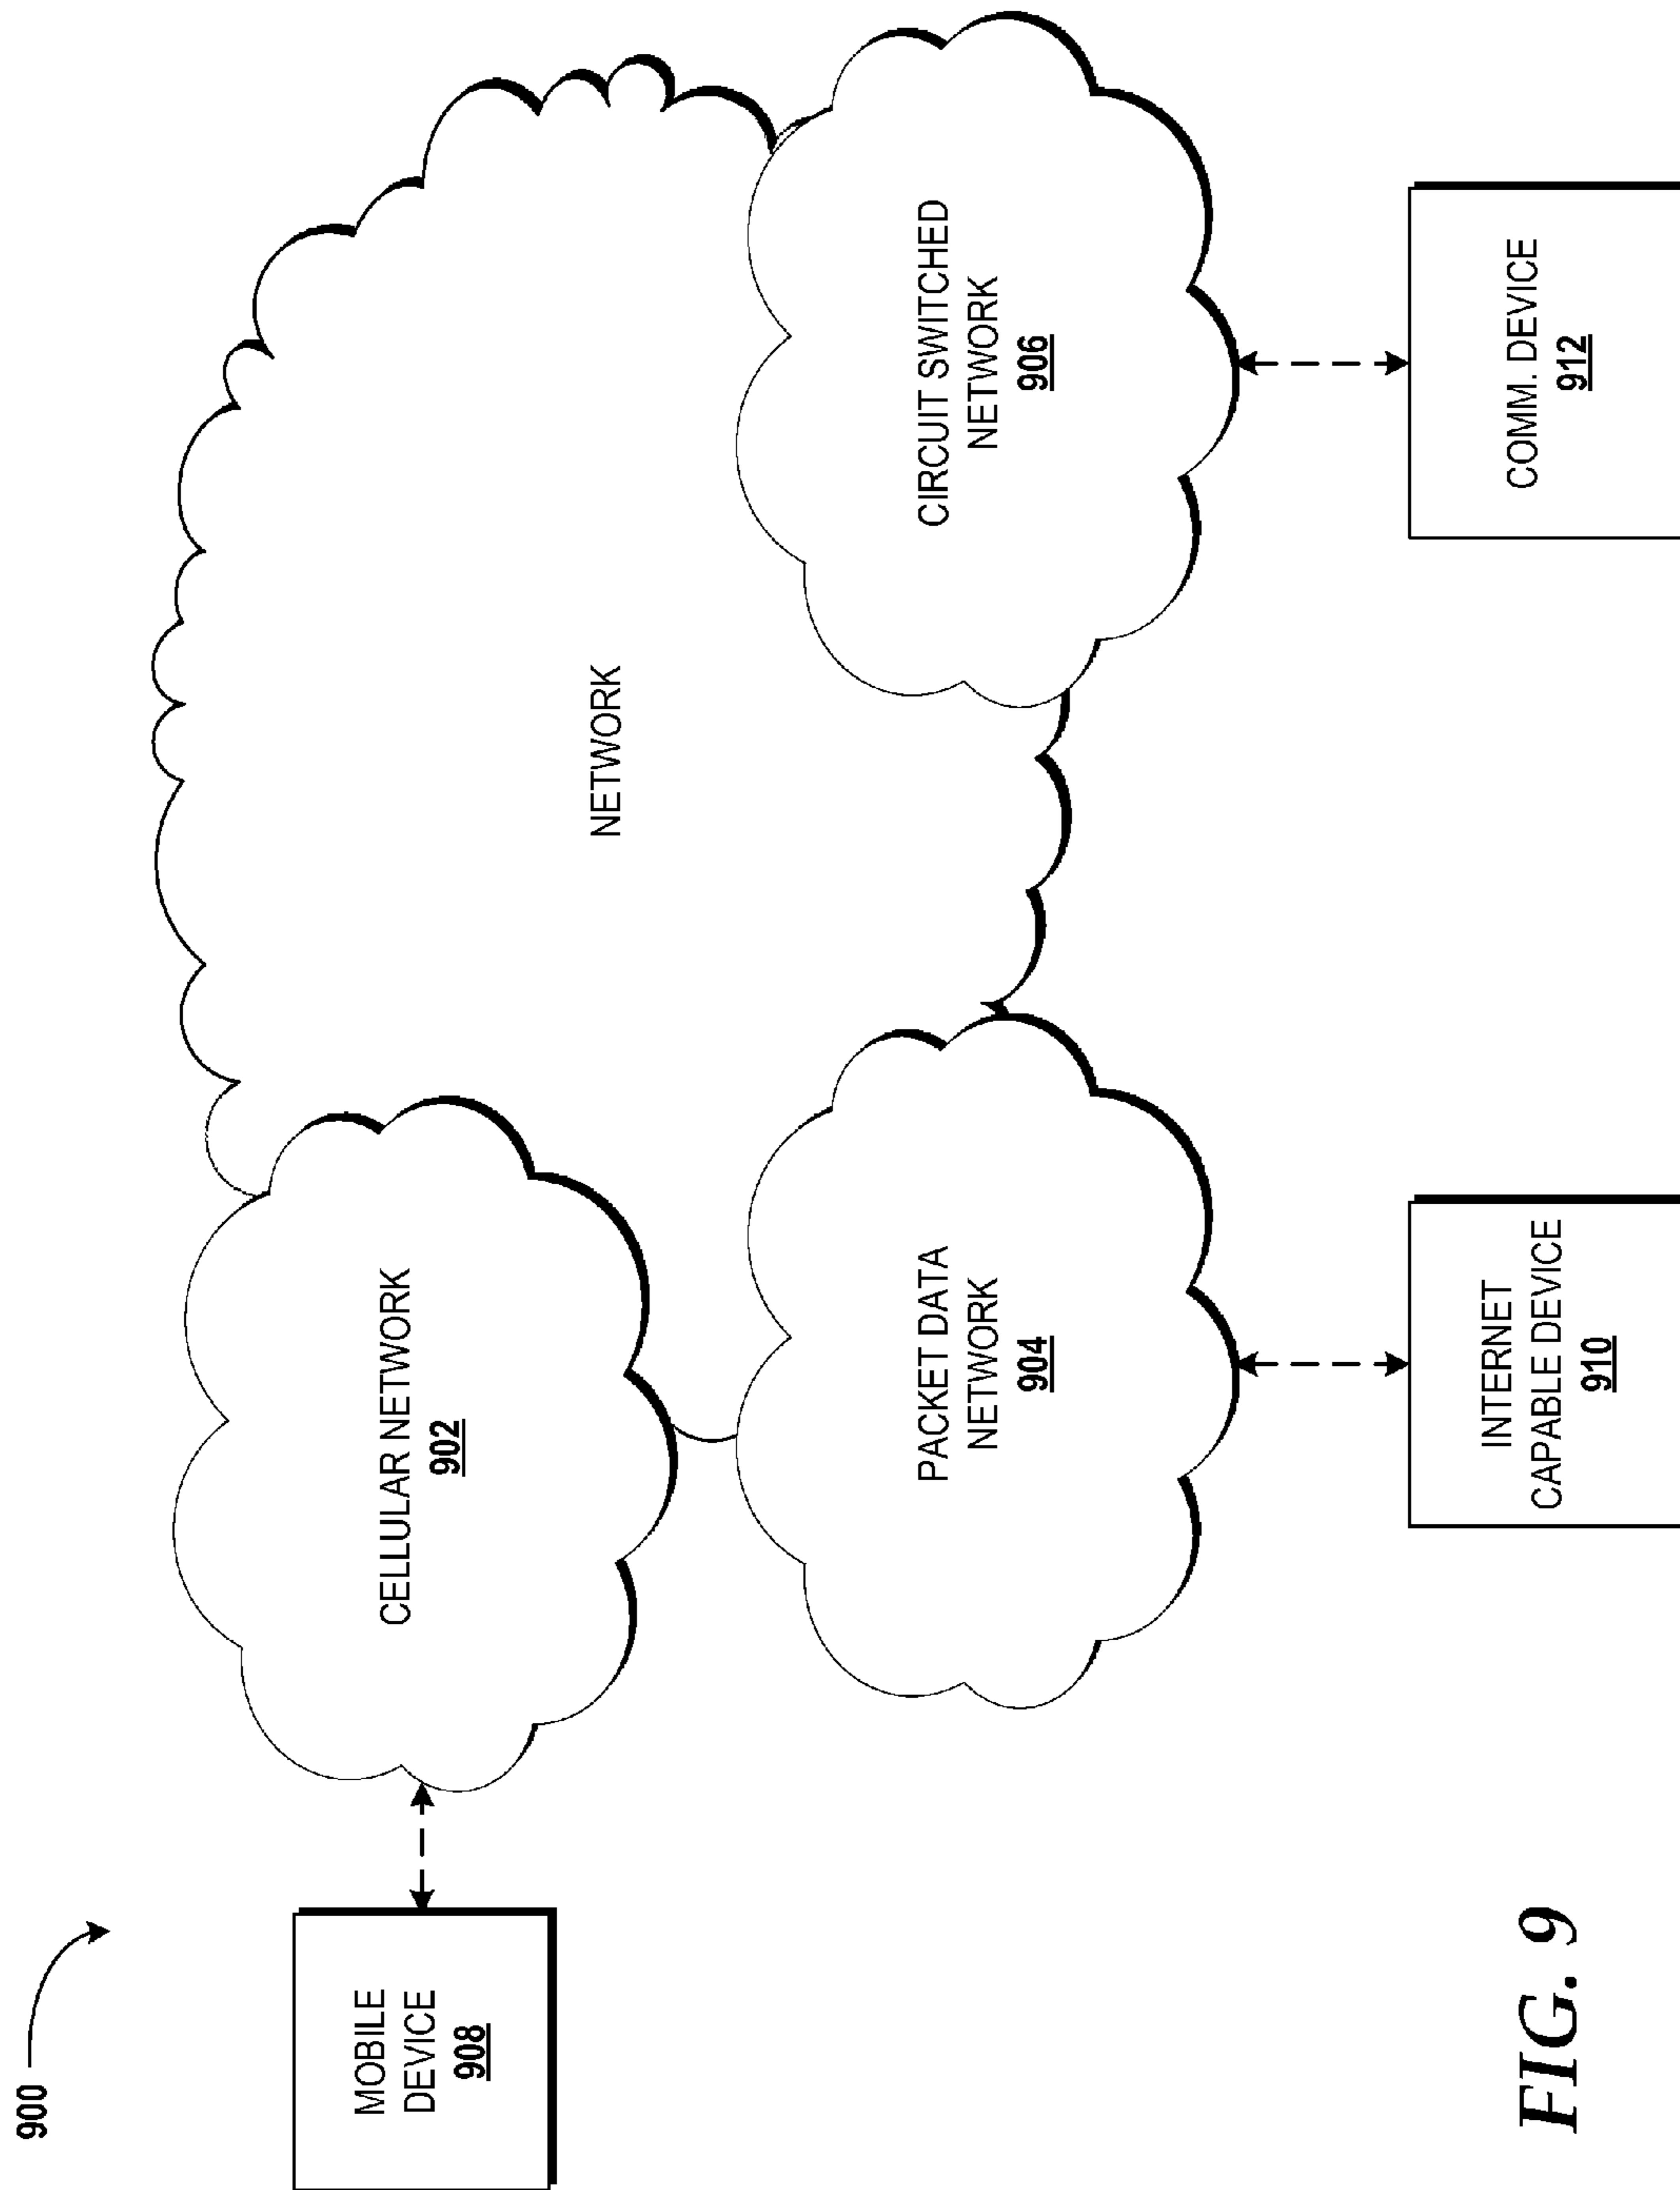 900
MOBILE
DEVICE
908
CELLULAR NETWORK
902
NETWORK
PACKET DATA
NETWORK
904
CIRCUIT SWITCHED
NETWORK
906
INTERNET
CAPABLE DEVICE
910
COMM. DEVICE
912
FIG. 9